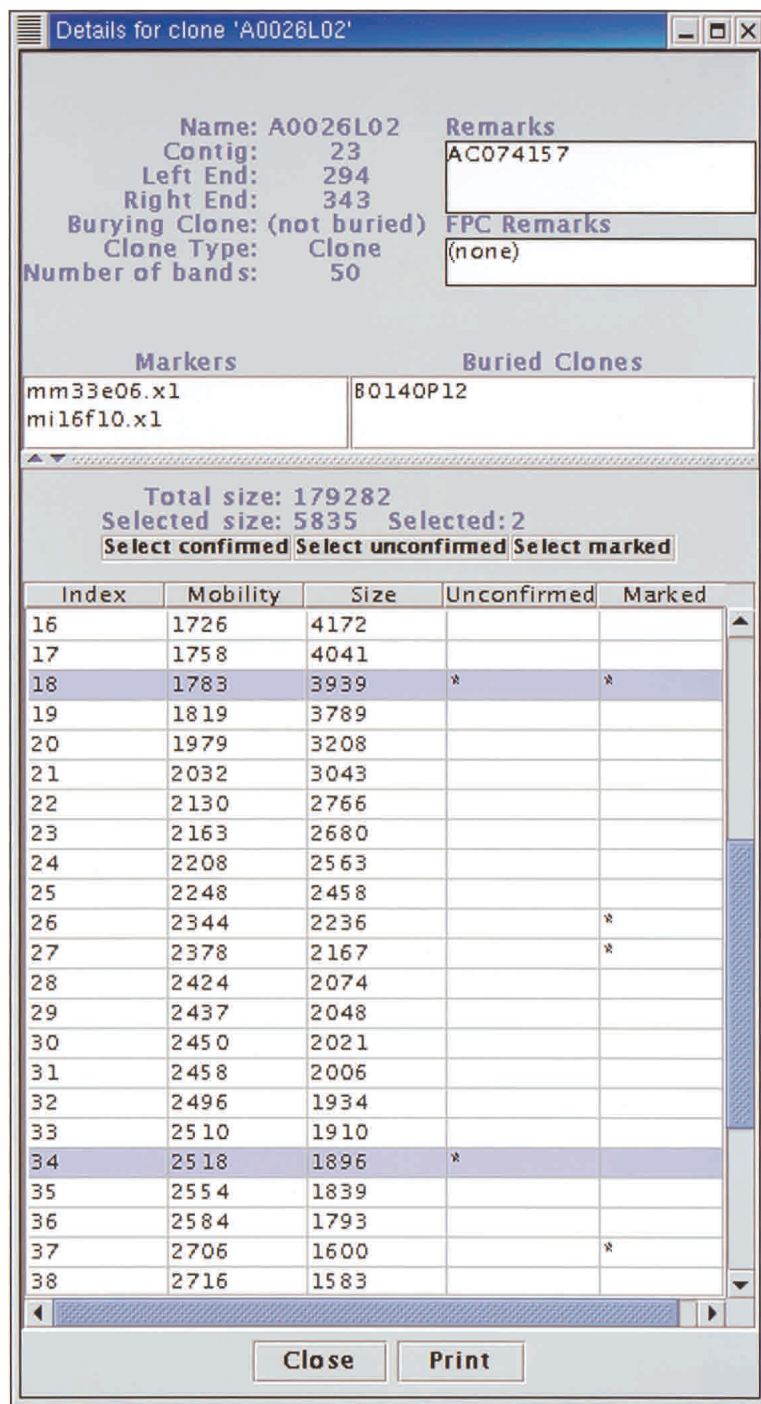 Details for clone 'A0026L02'
Name: A0026L02
Contig: 23
Left End: 294
Right End: 343
Burying Clone: (not buried)
Clone Type: Clone
Number of bands: 50
Remarks
AC074157
FPC Remarks
(none)
Markers
mm33e06.x1
mi16f10.x1
Buried Clones
B0140P12
Total size: 179282
Selected size: 5835 Selected: 2
Select confirmed Select unconfirmed Select marked
Index Mobility Size Unconfirmed Marked
16 1726 4172
17 1758 4041
18 1783 3939 * *
19 1819 3789
20 1979 3208
21 2032 3043
22 2130 2766
23 2163 2680
24 2208 2563
25 2248 2458
26 2344 2236 *
27 2378 2167 *
28 2424 2074
29 2437 2048
30 2450 2021
31 2458 2006
32 2496 1934
33 2510 1910
34 2518 1896 *
35 2554 1839
36 2584 1793
37 2706 1600 *
38 2716 1583
Close Print